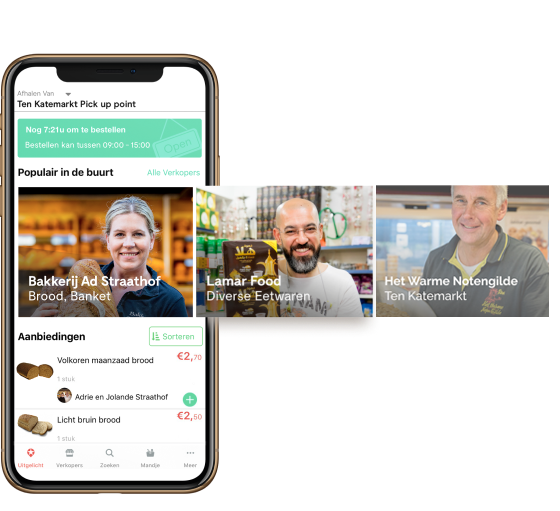 Afhalen Van
Ten Katemarkt Pick up point
Nog 7:21u om te bestellen
Bestellen kan tussen 09:00 - 15:00
Open
Populair in de buurt
Alle Verkopers
Bakkerij Ad Straathof
Brood, Banket
Lamar Food
Diverse Eetwaren
Het Warme Notengilde
Ten Katemarkt
Aanbiedingen
Sorteren
Volkoren maanzaad brood
€2,70
1 stuk
Adrie en Jolande Straathof
Licht bruin brood
€2,50
1 stuk
Uitgelicht
Verkopers
Zoeken
Mandje
Meer